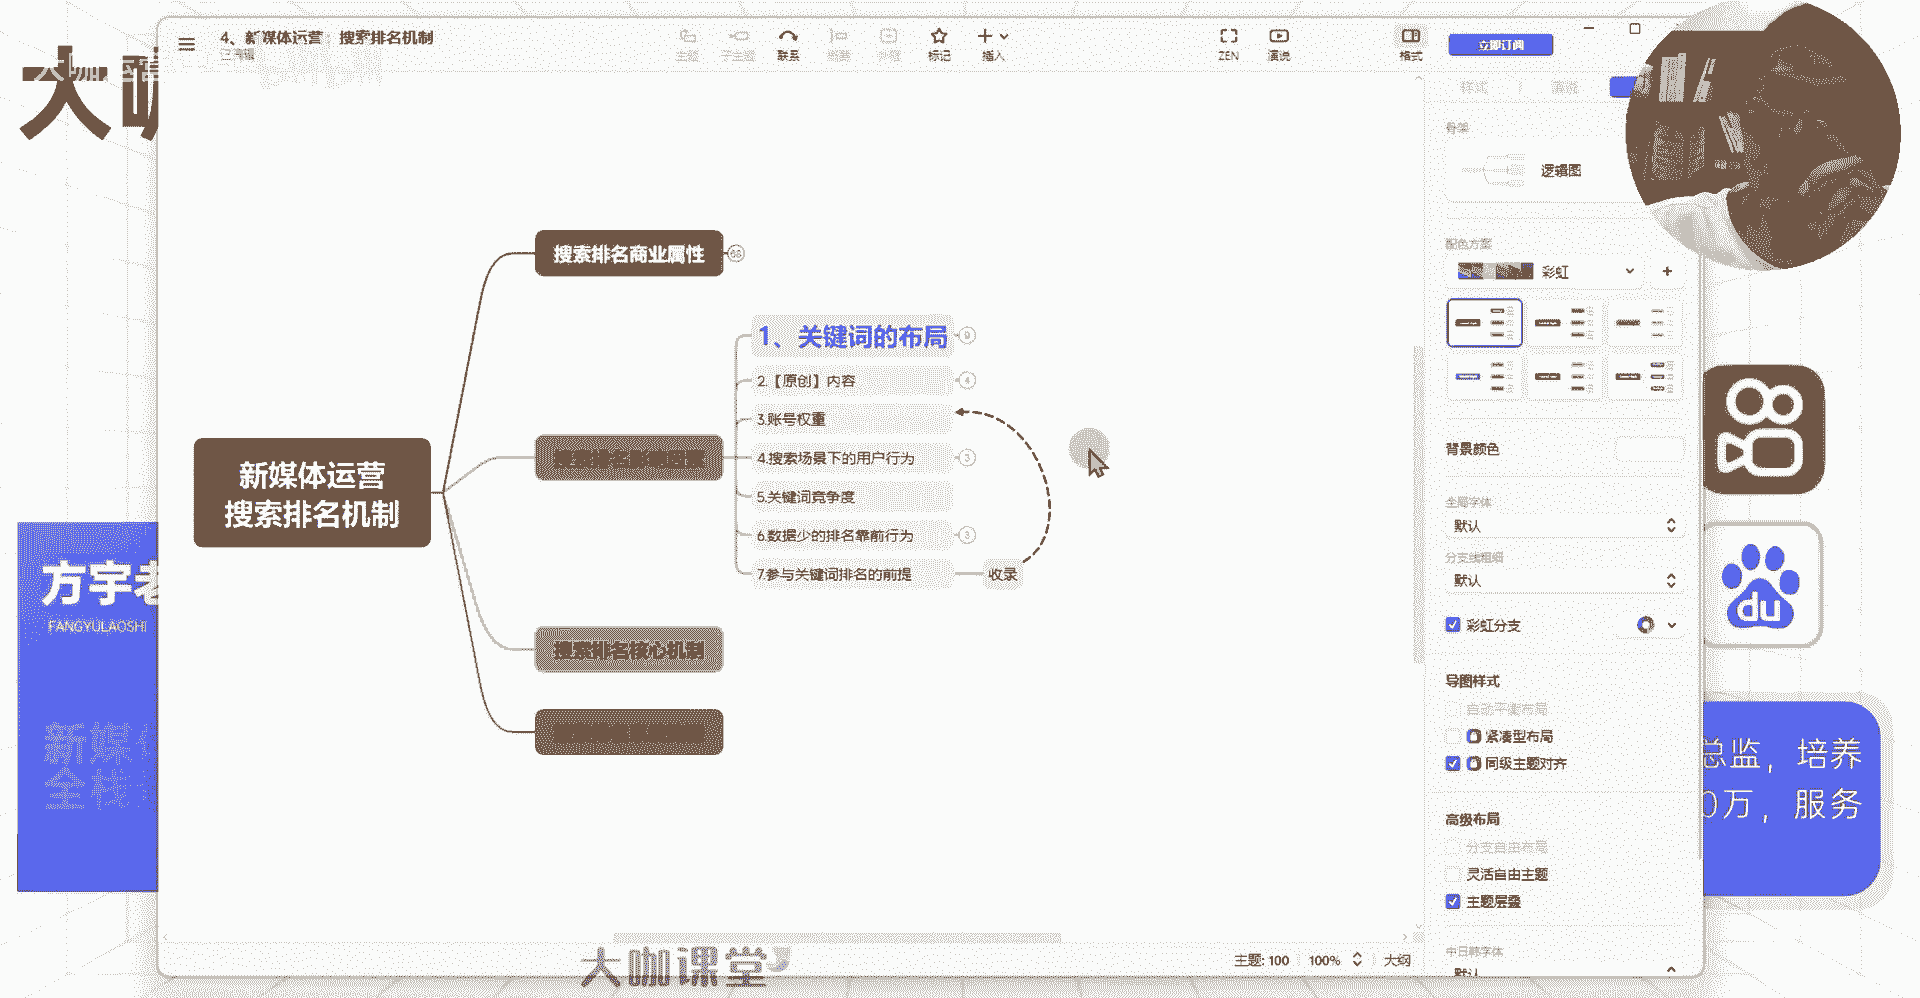 4、新媒体运营 搜索排名机制
已编辑
主题
子主题
联系
概要
外框
标记
插入
ZEN
演说
格式
立即订阅
样式
演说
骨架
逻辑图
配色方案
彩虹
背景颜色
全局字体
默认
分支线粗细
默认
彩虹分支
导图样式
自动平衡布局
紧凑型布局
同级主题对齐
高级布局
分支自由布局
灵活自由主题
主题层叠
中日韩字体
默认
新媒体运营
搜索排名机制
搜索排名商业属性
68
搜索排名影响因素
1、关键词的布局
9
2.【原创】内容
4
3.账号权重
4.搜索场景下的用户行为
3
5.关键词竞争度
6.数据少的排名靠前行为
3
7.参与关键词排名的前提
收录
搜索排名核心机制
主题: 100
100%
大纲
大咖课堂
方宇老
FANGYULAOSHI
新媒体
全栈
du
总监，培养
0万，服务